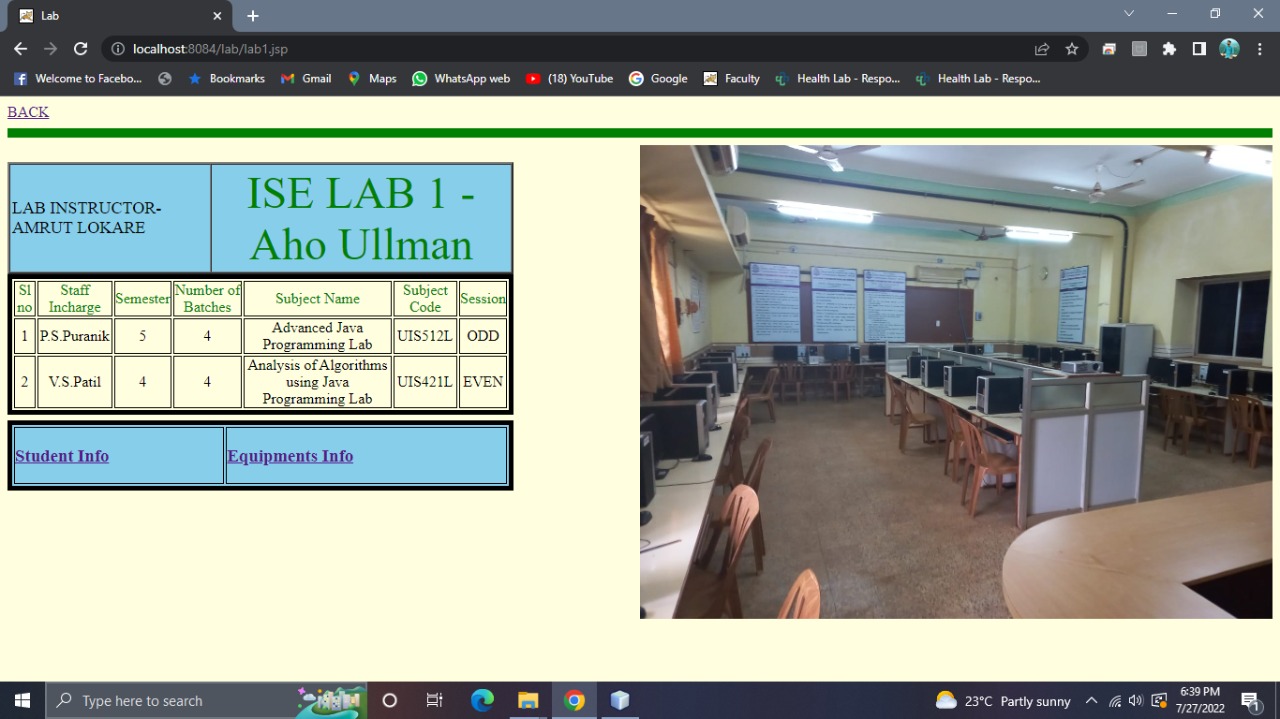 Lab
localhost:8084/lab/lab1.jsp
Welcome to Facebo...
Bookmarks
Gmail
Maps
WhatsApp web
(18) YouTube
Google
Faculty
Health Lab - Respo...
Health Lab - Respo...
BACK
LAB INSTRUCTOR-
AMRUT LOKARE
ISE LAB 1 -
Aho Ullman
Sl no Staff Incharge Semester Number of Batches Subject Name Subject Code Session
1 P.S.Puranik 5 4 Advanced Java Programming Lab UIS512L ODD
2 V.S.Patil 4 4 Analysis of Algorithms using Java Programming Lab UIS421L EVEN
Student Info
Equipments Info
Type here to search
23°C Partly sunny
6:39 PM
7/27/2022
1